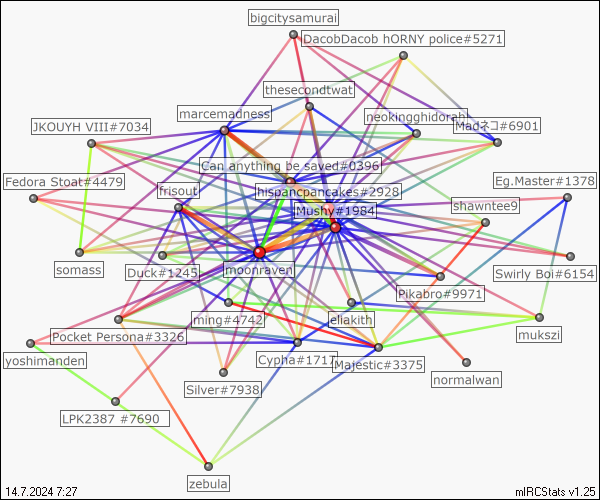 bigcitysamurai
DacobDacob hORNY police#5271
thesecondtwat
marcemadness
neokingghidorah
JKOUYH VIII#7034
Madネコ#6901
Can anything be saved#0396
Fedora Stoat#4479
frisout
hispancpancakes#2928
Eg.Master#1378
Mushy#1984
shawntee9
somass
Duck#1245
moonraven
Swirly Boi#6154
Pikabro#9971
ming#4742
eliakith
mukszi
Pocket Persona#3326
yoshimanden
Cypha#1717
Majestic#3375
Silver#7938
normalwan
LPK2387 #7690
zebula
14.7.2024 7:27
mIRCStats v1.25